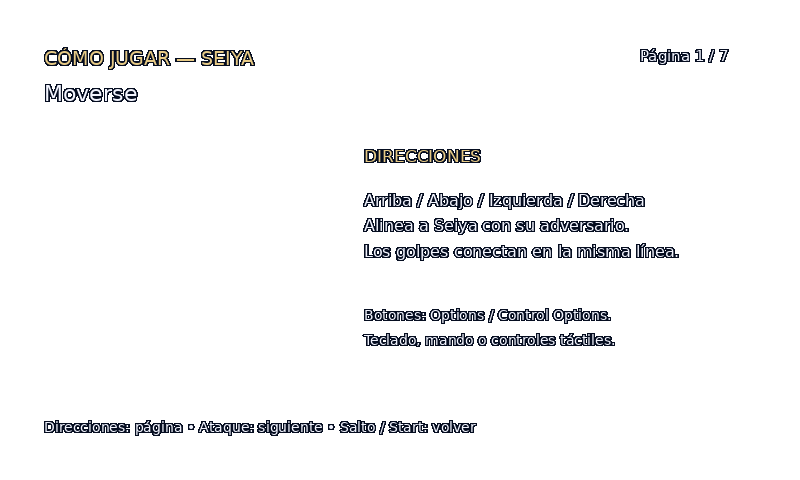 CÓMO JUGAR — SEIYA
Página 1 / 7
Moverse
DIRECCIONES
Arriba / Abajo / Izquierda / Derecha
Alinea a Seiya con su adversario.
Los golpes conectan en la misma línea.
Botones: Options / Control Options.
Teclado, mando o controles táctiles.
Direcciones: página • Ataque: siguiente • Salto / Start: volver